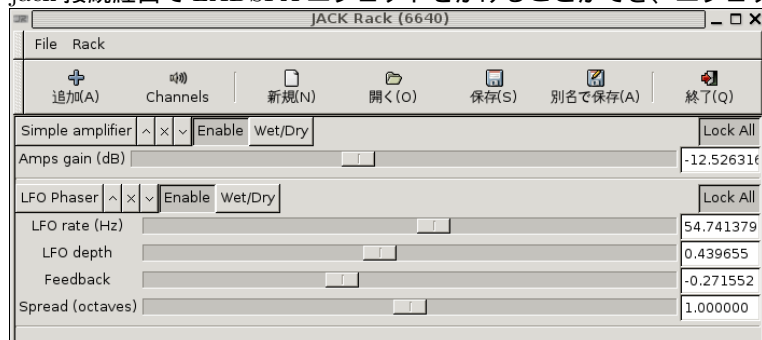 JACK Rack (6640)
File Rack
追加(A) Channels 新規(N) 開く(O) 保存(S) 別名で保存(A) 終了(Q)
Simple amplifier Enable Wet/Dry Lock All
Amps gain (dB) -12.526316
LFO Phaser Enable Wet/Dry Lock All
LFO rate (Hz) 54.741379
LFO depth 0.439655
Feedback -0.271552
Spread (octaves) 1.000000